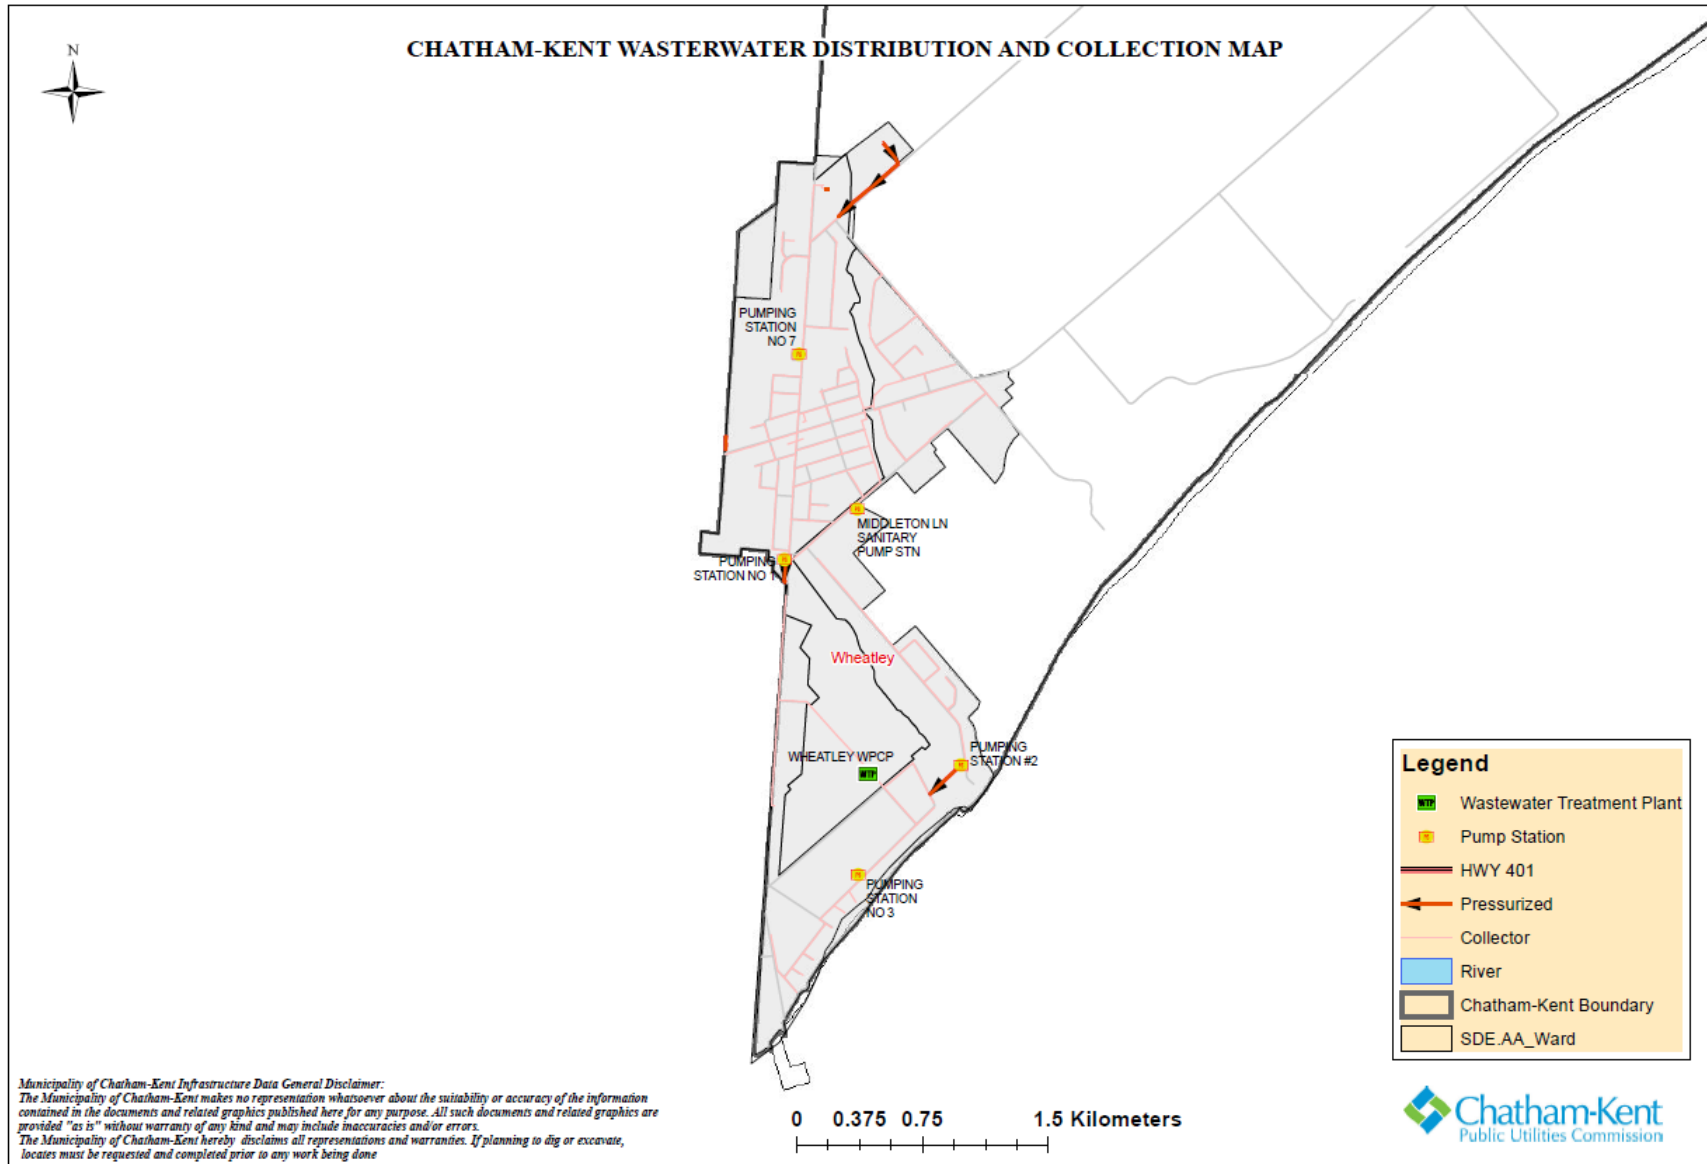 CHATHAM-KENT WASTERWATER DISTRIBUTION AND COLLECTION MAP
N
PUMPING
STATION
NO 7
MIDDLETON LN
SANITARY
PUMP STN
PUMPING
STATION NO 1
Wheatley
WHEATLEY WPCP
WTP
PUMPING
STATION #2
PUMPING
STATION
NO 3
Legend
WTP Wastewater Treatment Plant
Pump Station
HWY 401
Pressurized
Collector
River
Chatham-Kent Boundary
SDE.AA_Ward
Municipality of Chatham-Kent Infrastructure Data General Disclaimer:
The Municipality of Chatham-Kent makes no representation whatsoever about the suitability or accuracy of the information
contained in the documents and related graphics published here for any purpose. All such documents and related graphics are
provided "as is" without warranty of any kind and may include inaccuracies and/or errors.
The Municipality of Chatham-Kent hereby disclaims all representations and warranties. If planning to dig or excavate,
locates must be requested and completed prior to any work being done
0 0.375 0.75 1.5 Kilometers
Chatham-Kent
Public Utilities Commission